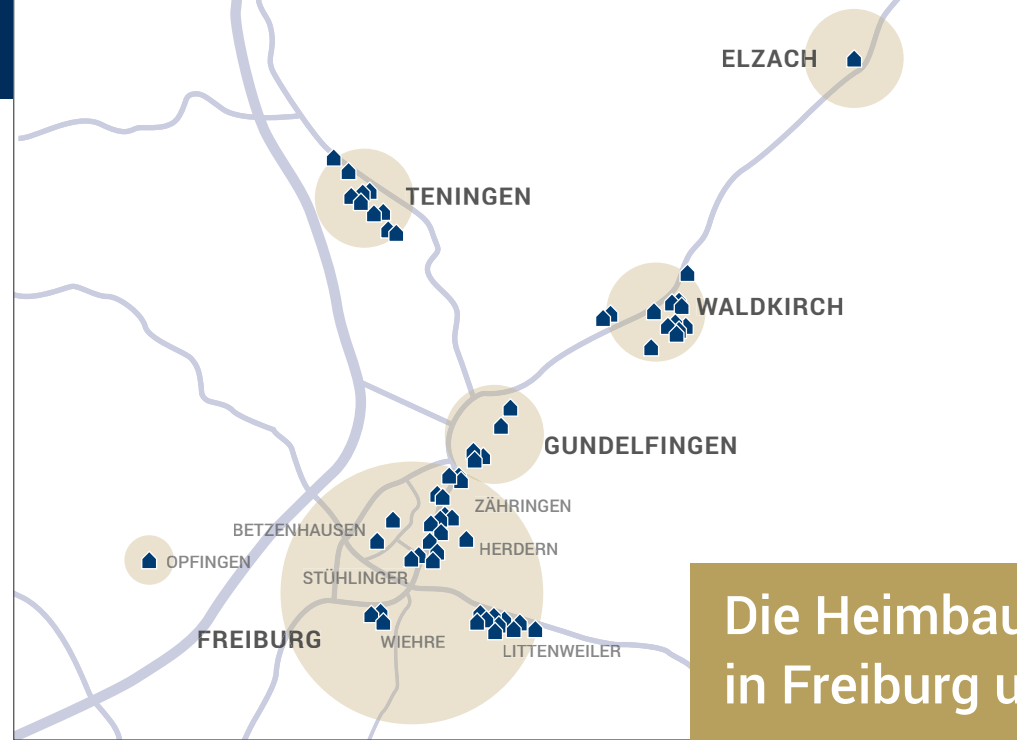 ELZACH
TENINGEN
WALDKIRCH
GUNDELFINGEN
ZÄHRINGEN
BETZENHAUSEN
HERDERN
OPFINGEN
STÜHLINGER
FREIBURG
WIEHRE
LITTENWEILER
Die Heimbau
in Freiburg u